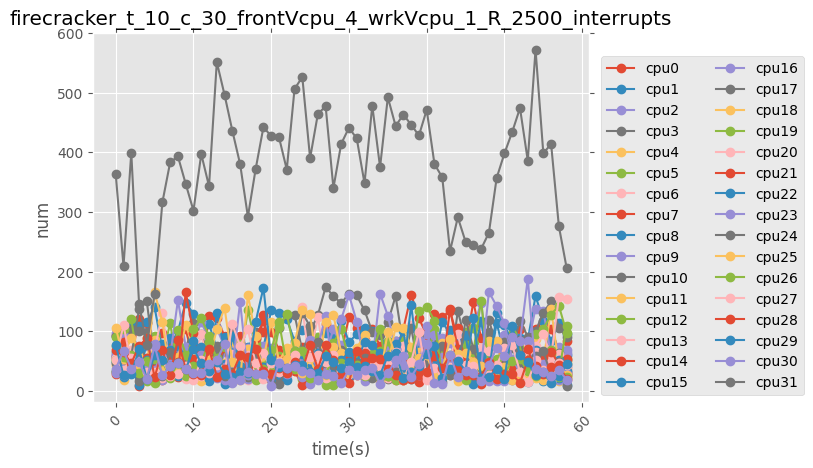 firecracker_t_10_c_30_frontVcpu_4_wrkVcpu_1_R_2500_interrupts
600
500
400
300
200
100
0
num
0
10
20
30
40
50
60
time(s)
cpu0
cpu1
cpu2
cpu3
cpu4
cpu5
cpu6
cpu7
cpu8
cpu9
cpu10
cpu11
cpu12
cpu13
cpu14
cpu15
cpu16
cpu17
cpu18
cpu19
cpu20
cpu21
cpu22
cpu23
cpu24
cpu25
cpu26
cpu27
cpu28
cpu29
cpu30
cpu31